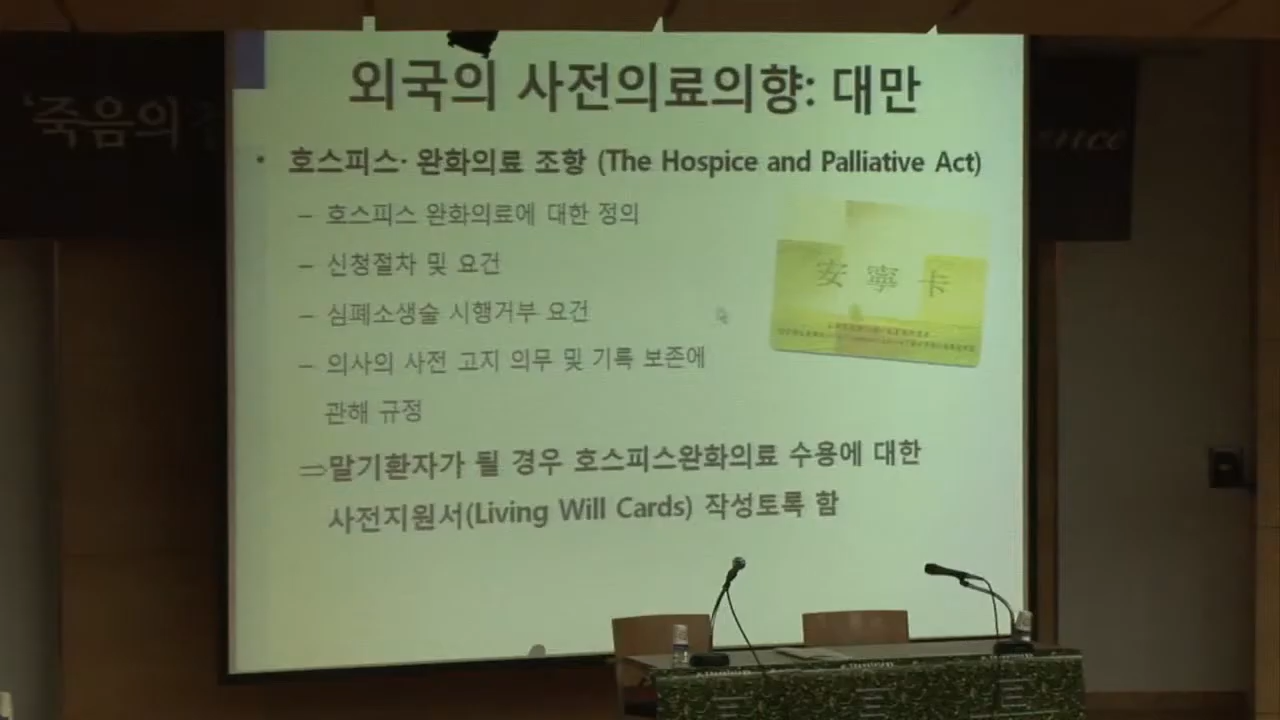 외국의 사전의료의향: 대만
'죽음의
ence
• 호스피스· 완화의료 조항 (The Hospice and Palliative Act)
– 호스피스 완화의료에 대한 정의
– 신청절차 및 요건
– 심폐소생술 시행거부 요건
– 의사의 사전 고지 의무 및 기록 보존에
관해 규정
⇒말기환자가 될 경우 호스피스완화의료 수용에 대한
사전지원서(Living Will Cards) 작성토록 함
安寧卡